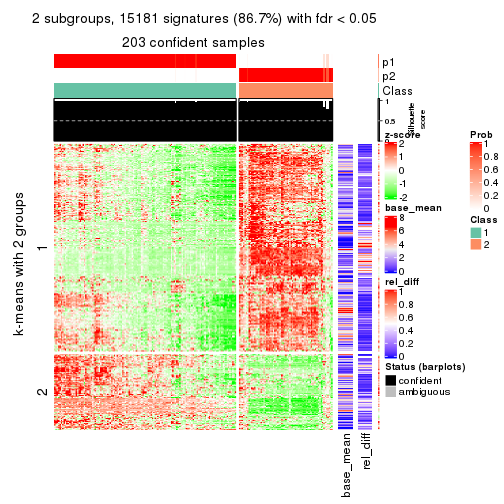 2 subgroups, 15181 signatures (86.7%) with fdr < 0.05
203 confident samples
p1
p2
Class
1
0.5
0
Silhouette
score
k-means with 2 groups
1
2
z-score
2
1
0
-1
-2
base_mean
8
6
4
2
0
rel_diff
1
0.8
0.6
0.4
0.2
0
Status (barplots)
confident
ambiguous
Prob
1
0.8
0.6
0.4
0.2
0
Class
1
2
base_mean
rel_diff